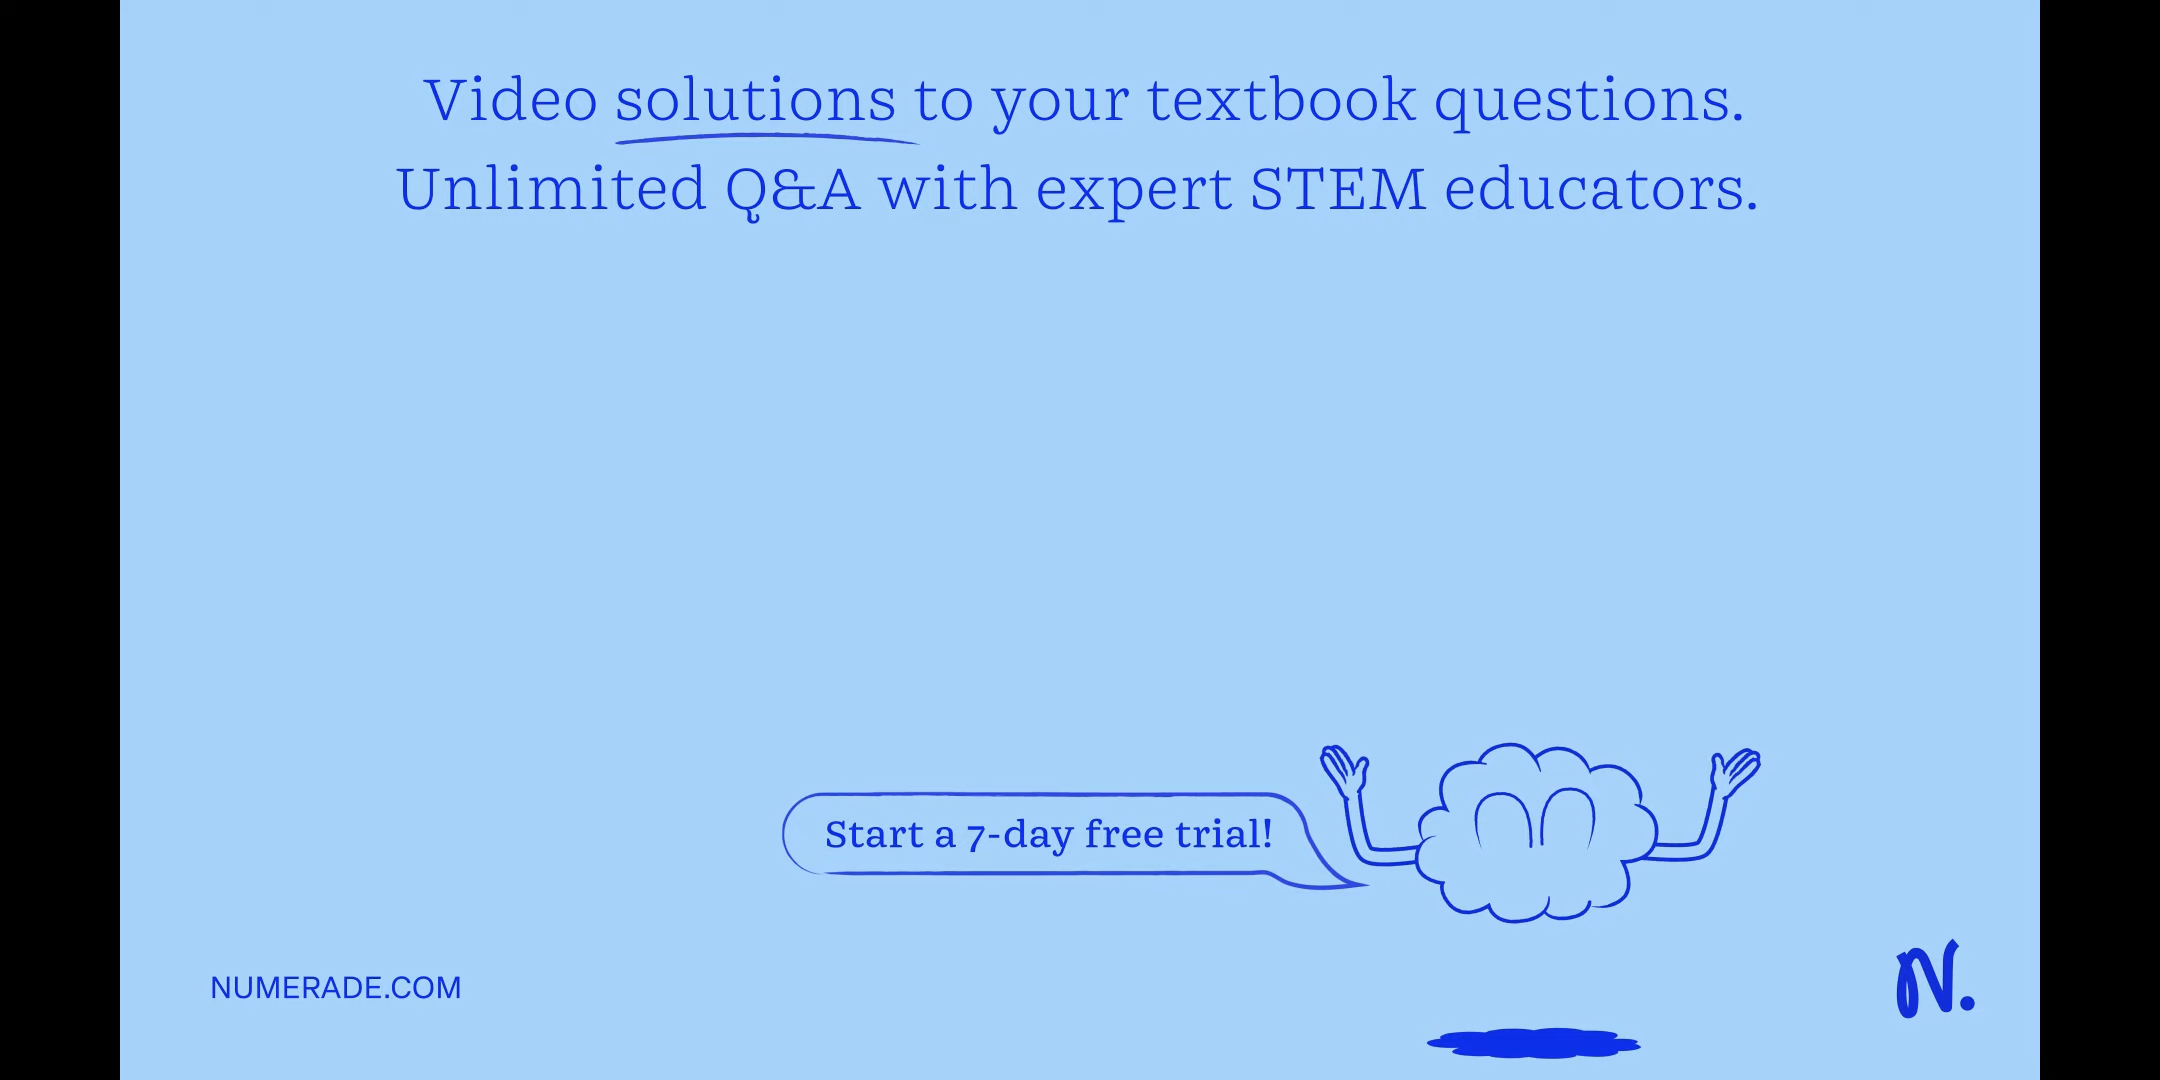 Video solutions to your textbook questions.
Unlimited Q&A with expert STEM educators.
Start a 7-day free trial!
NUMERADE.COM
N.